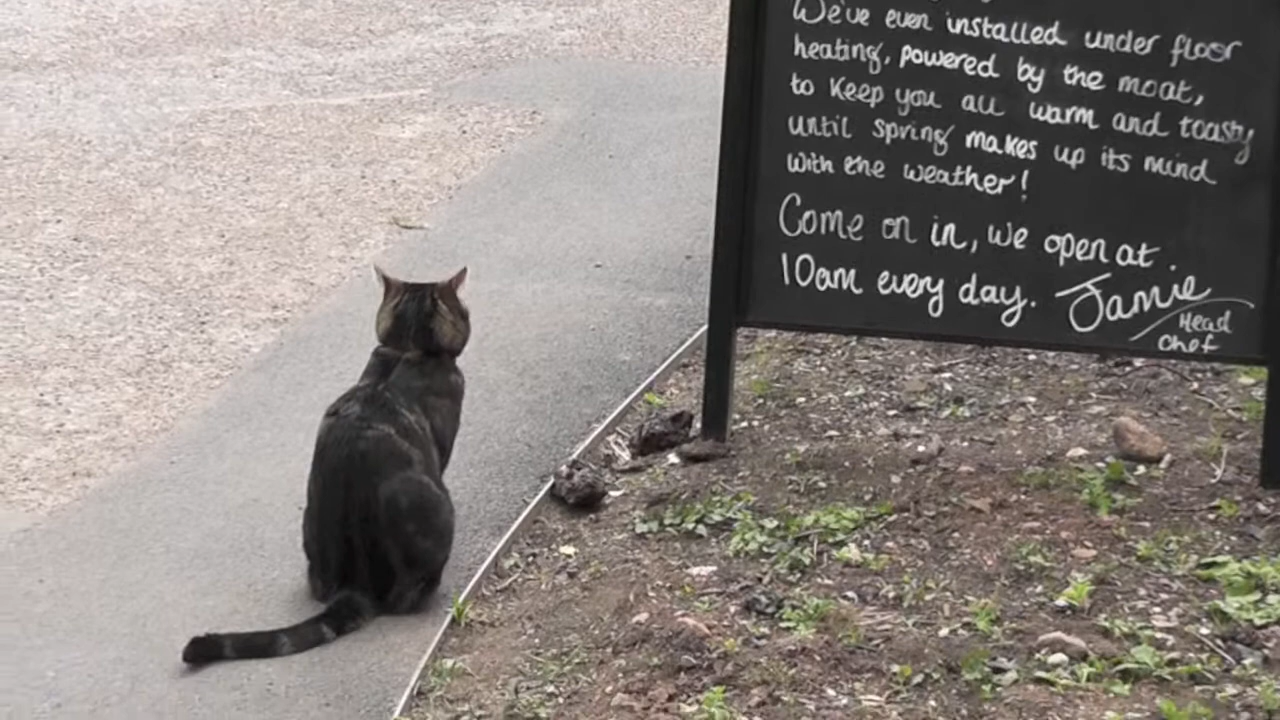 We've even installed under floor
heating, powered by the moat,
to keep you all warm and toasty
until spring makes up its mind
with the weather!
Come on in, we open at
10am every day. Jamie
Head
Chef